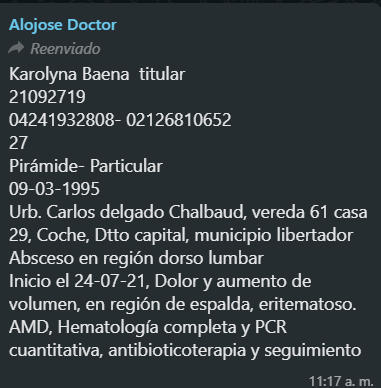 Alojose Doctor
Reenviado
Karolyna Baena titular
21092719
04241932808- 02126810652
27
Pirámide- Particular
09-03-1995
Urb. Carlos delgado Chalbaud, vereda 61 casa
29, Coche, Dtto capital, municipio libertador
Absceso en región dorso lumbar
Inicio el 24-07-21, Dolor y aumento de
volumen, en región de espalda, eritematoso.
AMD, Hematología completa y PCR
cuantitativa, antibioticoterapia y seguimiento
11:17 a. m.